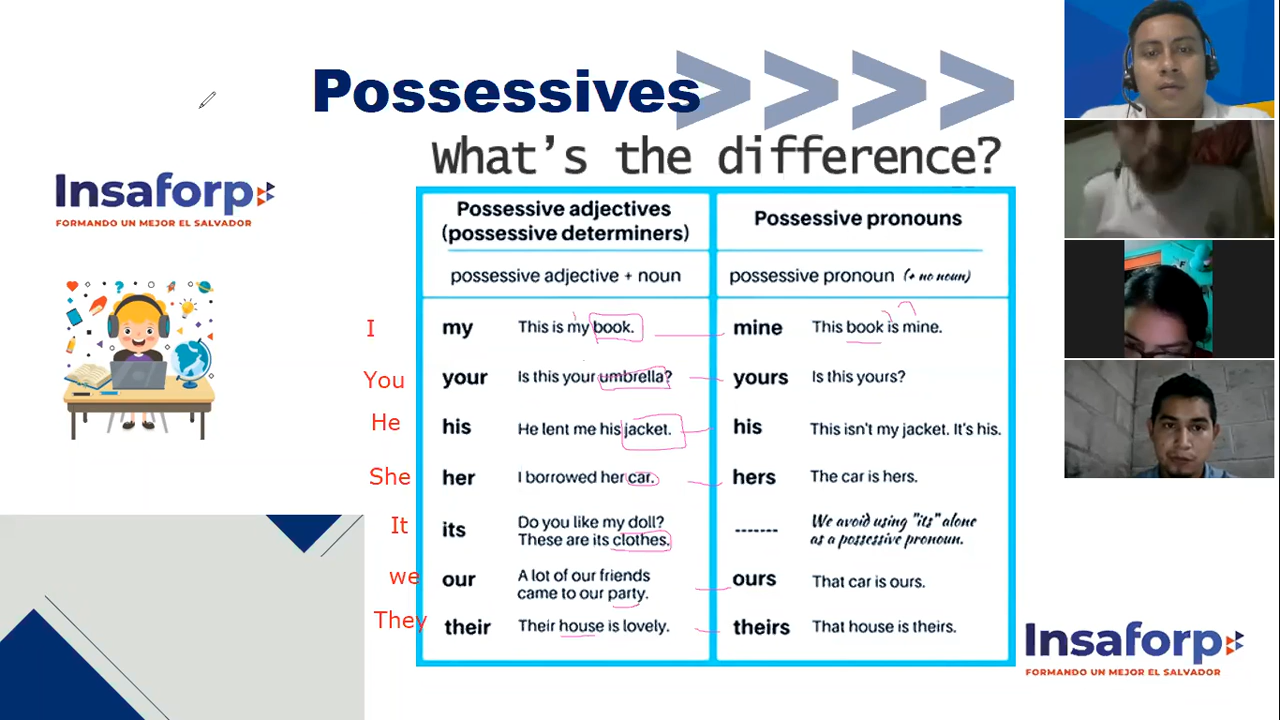 Possessives
What's the difference?
Insaforp
FORMANDO UN MEJOR EL SALVADOR
Possessive adjectives
(possessive determiners)
Possessive pronouns
possessive adjective + noun
possessive pronoun (+ no noun)
I my This is my book. mine This book is mine.
You your Is this your umbrella? yours Is this yours?
He his He lent me his jacket. his This isn't my jacket. It's his.
She her I borrowed her car. hers The car is hers.
It its Do you like my doll? These are its clothes. ------- We avoid using "its" alone as a possessive pronoun.
we our A lot of our friends came to our party. ours That car is ours.
They their Their house is lovely. theirs That house is theirs.
Insaforp
FORMANDO UN MEJOR EL SALVADOR